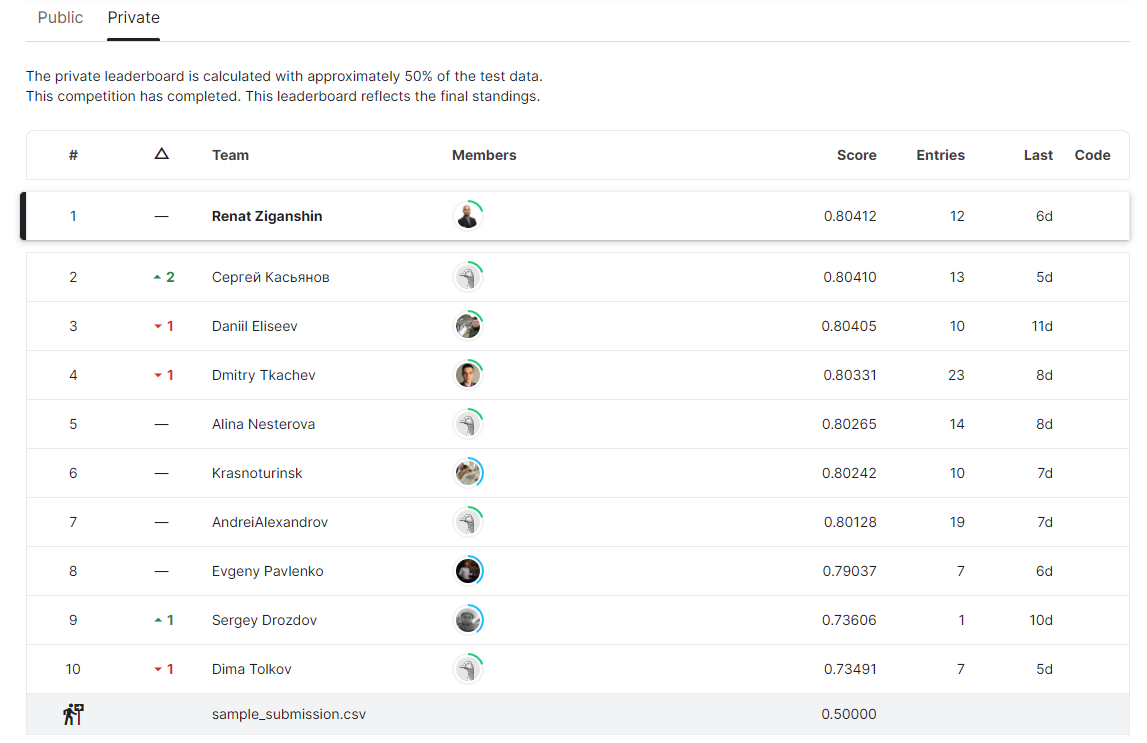 Public Private
The private leaderboard is calculated with approximately 50% of the test data.
This competition has completed. This leaderboard reflects the final standings.
# △ Team Members Score Entries Last Code
1 — Renat Ziganshin 0.80412 12 6d
2 2 Сергей Касьянов 0.80410 13 5d
3 1 Daniil Eliseev 0.80405 10 11d
4 1 Dmitry Tkachev 0.80331 23 8d
5 — Alina Nesterova 0.80265 14 8d
6 — Krasnoturinsk 0.80242 10 7d
7 — AndreiAlexandrov 0.80128 19 7d
8 — Evgeny Pavlenko 0.79037 7 6d
9 1 Sergey Drozdov 0.73606 1 10d
10 1 Dima Tolkov 0.73491 7 5d
sample_submission.csv 0.50000